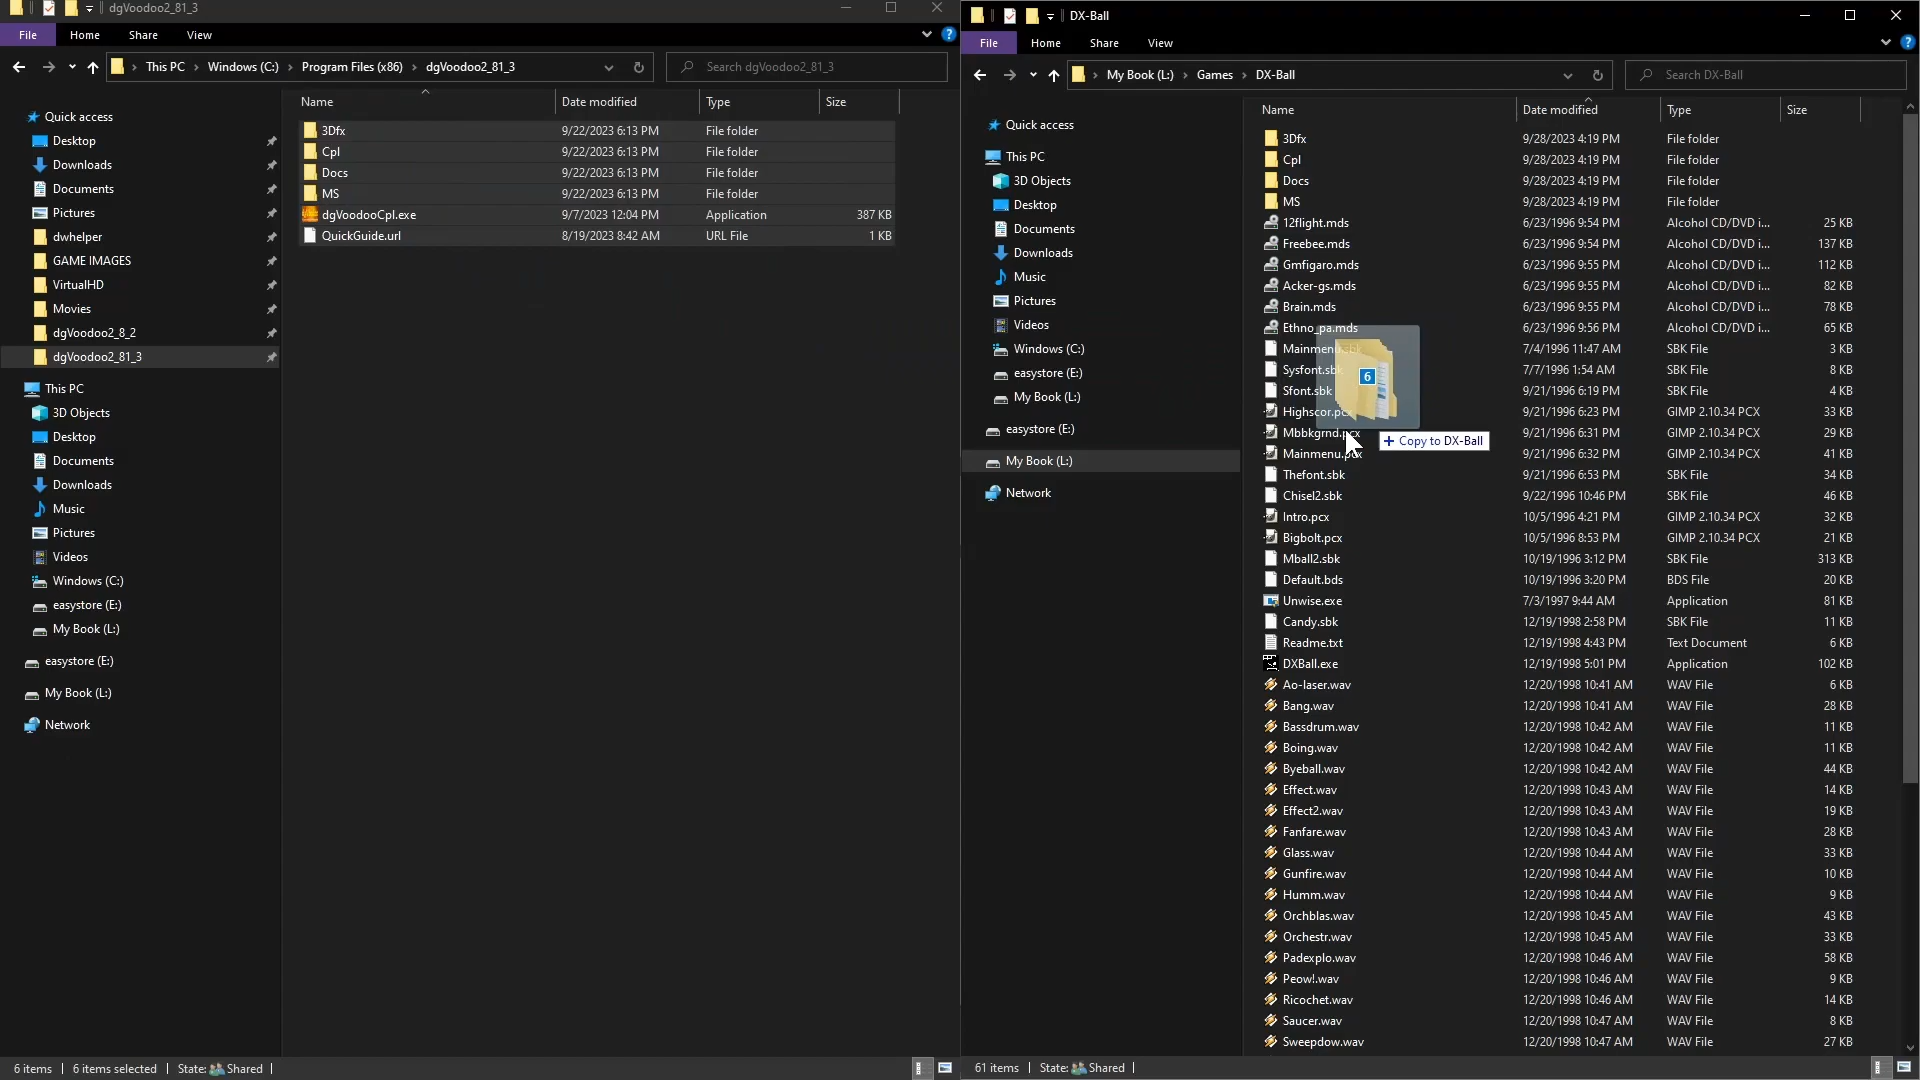 dgVoodoo2_81_3
File Home Share View
This PC Windows (C:) Program Files (x86) dgVoodoo2_81_3
Search dgVoodoo2_81_3
Quick access
Desktop
Downloads
Documents
Pictures
dwhelper
GAME IMAGES
VirtualHD
Movies
dgVoodoo2_8_2
dgVoodoo2_81_3
This PC
3D Objects
Desktop
Documents
Downloads
Music
Pictures
Videos
Windows (C:)
easystore (E:)
My Book (L:)
easystore (E:)
My Book (L:)
Network
Name Date modified Type Size
3Dfx 9/22/2023 6:13 PM File folder
Cpl 9/22/2023 6:13 PM File folder
Docs 9/22/2023 6:13 PM File folder
MS 9/22/2023 6:13 PM File folder
dgVoodooCpl.exe 9/7/2023 12:04 PM Application 387 KB
QuickGuide.url 8/19/2023 8:42 AM URL File 1 KB
6 items 6 items selected State: Shared
DX-Ball
File Home Share View
My Book (L:) Games DX-Ball
Search DX-Ball
Quick access
This PC
3D Objects
Desktop
Documents
Downloads
Music
Pictures
Videos
Windows (C:)
easystore (E:)
My Book (L:)
easystore (E:)
My Book (L:)
Network
Name Date modified Type Size
3Dfx 9/28/2023 4:19 PM File folder
Cpl 9/28/2023 4:19 PM File folder
Docs 9/28/2023 4:19 PM File folder
MS 9/28/2023 4:19 PM File folder
12flight.mds 6/23/1996 9:54 PM Alcohol CD/DVD i... 25 KB
Freebee.mds 6/23/1996 9:54 PM Alcohol CD/DVD i... 137 KB
Gmfigaro.mds 6/23/1996 9:55 PM Alcohol CD/DVD i... 112 KB
Acker-gs.mds 6/23/1996 9:55 PM Alcohol CD/DVD i... 82 KB
Brain.mds 6/23/1996 9:55 PM Alcohol CD/DVD i... 78 KB
Ethno_pa.mds 6/23/1996 9:56 PM Alcohol CD/DVD i... 65 KB
Mainmenu.sbk 7/4/1996 11:47 AM SBK File 3 KB
Sysfont.sbk 7/7/1996 1:54 AM SBK File 8 KB
6
Sfont.sbk 9/21/1996 6:19 PM SBK File 4 KB
Highscor.pcx 9/21/1996 6:23 PM GIMP 2.10.34 PCX 33 KB
Mbbkgrnd.pcx 9/21/1996 6:31 PM GIMP 2.10.34 PCX 29 KB
+ Copy to DX-Ball
Mainmenu.pcx 9/21/1996 6:32 PM GIMP 2.10.34 PCX 41 KB
Thefont.sbk 9/21/1996 6:53 PM SBK File 34 KB
Chisel2.sbk 9/22/1996 10:46 PM SBK File 46 KB
Intro.pcx 10/5/1996 4:21 PM GIMP 2.10.34 PCX 32 KB
Bigbolt.pcx 10/5/1996 8:53 PM GIMP 2.10.34 PCX 21 KB
Mball2.sbk 10/19/1996 3:12 PM SBK File 313 KB
Default.bds 10/19/1996 3:20 PM BDS File 20 KB
Unwise.exe 7/3/1997 9:44 AM Application 81 KB
Candy.sbk 12/19/1998 2:58 PM SBK File 11 KB
Readme.txt 12/19/1998 4:43 PM Text Document 6 KB
DXBall.exe 12/19/1998 5:01 PM Application 102 KB
Ao-laser.wav 12/20/1998 10:41 AM WAV File 6 KB
Bang.wav 12/20/1998 10:41 AM WAV File 28 KB
Bassdrum.wav 12/20/1998 10:42 AM WAV File 11 KB
Boing.wav 12/20/1998 10:42 AM WAV File 11 KB
Byeball.wav 12/20/1998 10:42 AM WAV File 44 KB
Effect.wav 12/20/1998 10:43 AM WAV File 14 KB
Effect2.wav 12/20/1998 10:43 AM WAV File 19 KB
Fanfare.wav 12/20/1998 10:43 AM WAV File 28 KB
Glass.wav 12/20/1998 10:44 AM WAV File 33 KB
Gunfire.wav 12/20/1998 10:44 AM WAV File 10 KB
Humm.wav 12/20/1998 10:44 AM WAV File 9 KB
Orchblas.wav 12/20/1998 10:45 AM WAV File 43 KB
Orchestr.wav 12/20/1998 10:45 AM WAV File 33 KB
Padexplo.wav 12/20/1998 10:46 AM WAV File 58 KB
Peow!.wav 12/20/1998 10:46 AM WAV File 9 KB
Ricochet.wav 12/20/1998 10:46 AM WAV File 14 KB
Saucer.wav 12/20/1998 10:47 AM WAV File 8 KB
Sweepdow.wav 12/20/1998 10:47 AM WAV File 27 KB
61 items State: Shared